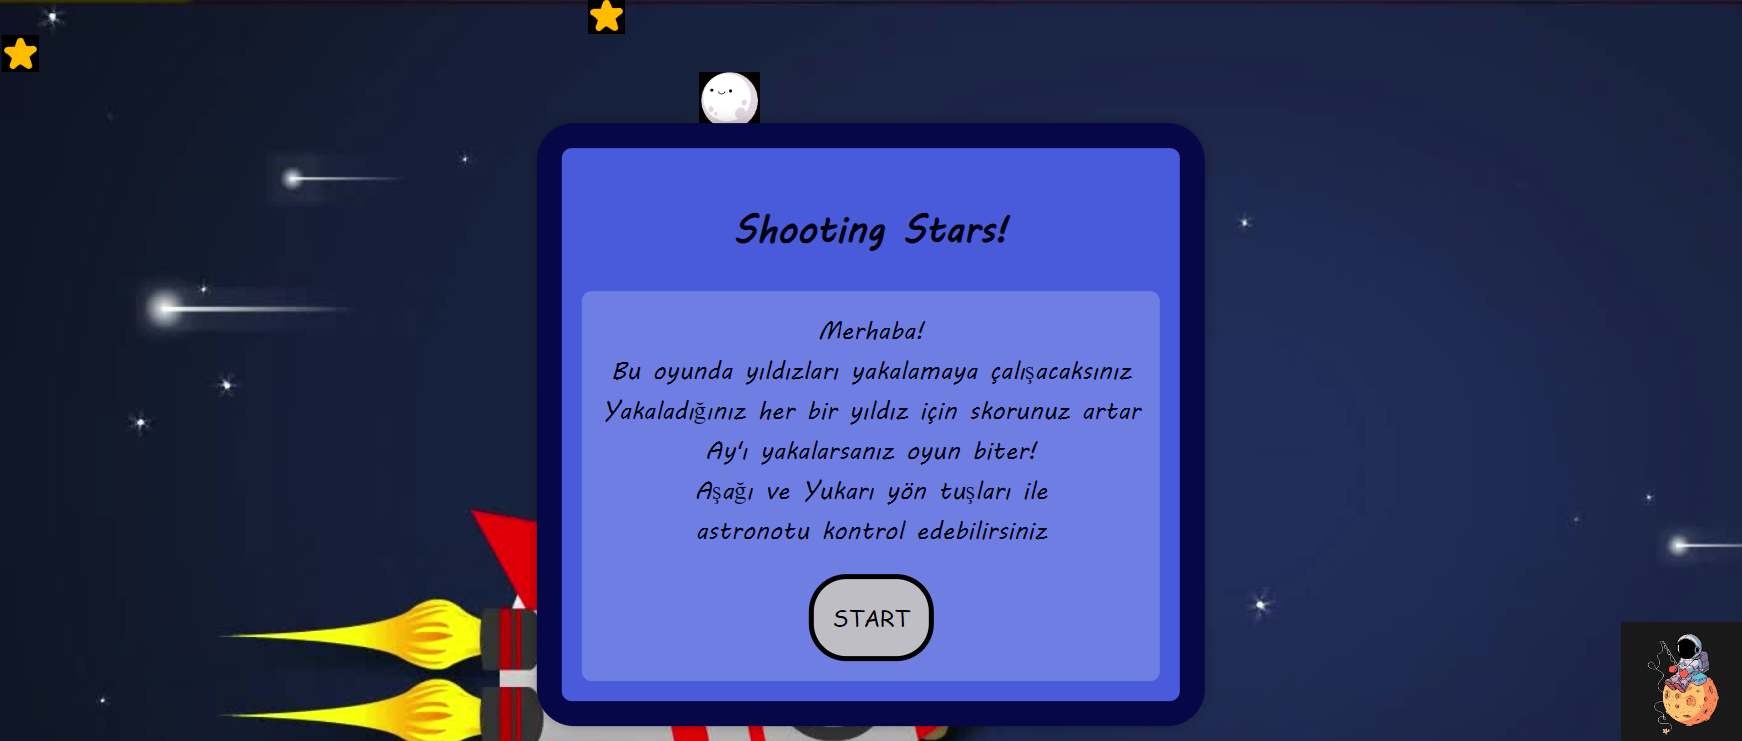 Shooting Stars!
Merhaba!
Bu oyunda yıldızları yakalamaya çalışacaksınız
Yakaladığınız her bir yıldız için skorunuz artar
Ay'ı yakalarsanız oyun biter!
Aşağı ve Yukarı yön tuşları ile
astronotu kontrol edebilirsiniz
START